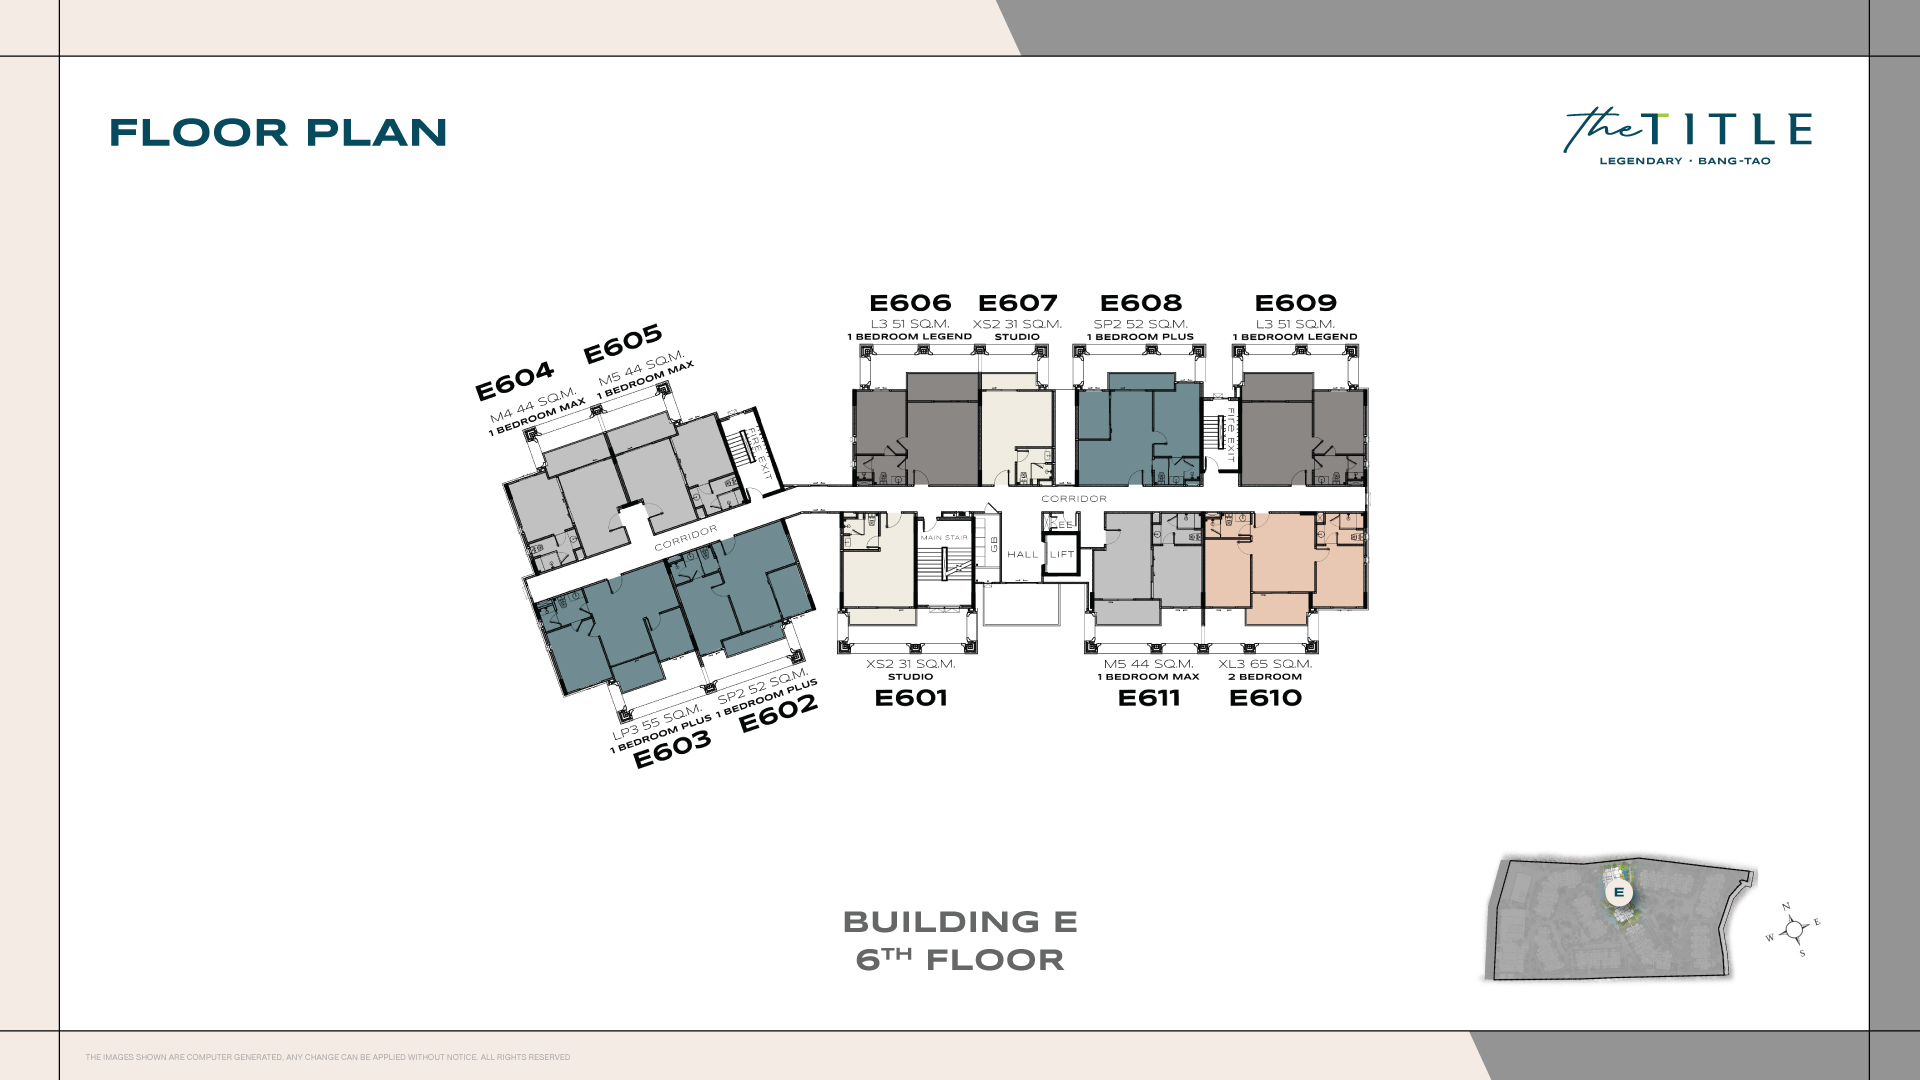 FLOOR PLAN
the TITLE
LEGENDARY · BANG-TAO
E604
M4 44 SQ.M.
1 BEDROOM MAX
E605
M5 44 SQ.M.
1 BEDROOM MAX
E606
L3 51 SQ.M.
1 BEDROOM LEGEND
E607
XS2 31 SQ.M.
STUDIO
E608
SP2 52 SQ.M.
1 BEDROOM PLUS
E609
L3 51 SQ.M.
1 BEDROOM LEGEND
FIRE EXIT
FIRE EXIT
CORRIDOR
CORRIDOR
MAIN STAIR
GB
HALL
EE
LIFT
LP3 55 SQ.M.
1 BEDROOM PLUS
E603
SP2 52 SQ.M.
1 BEDROOM PLUS
E602
XS2 31 SQ.M.
STUDIO
E601
M5 44 SQ.M.
1 BEDROOM MAX
E611
XL3 65 SQ.M.
2 BEDROOM
E610
BUILDING E
6TH FLOOR
E
N
E
W
S
THE IMAGES SHOWN ARE COMPUTER GENERATED, ANY CHANGE CAN BE APPLIED WITHOUT NOTICE. ALL RIGHTS RESERVED